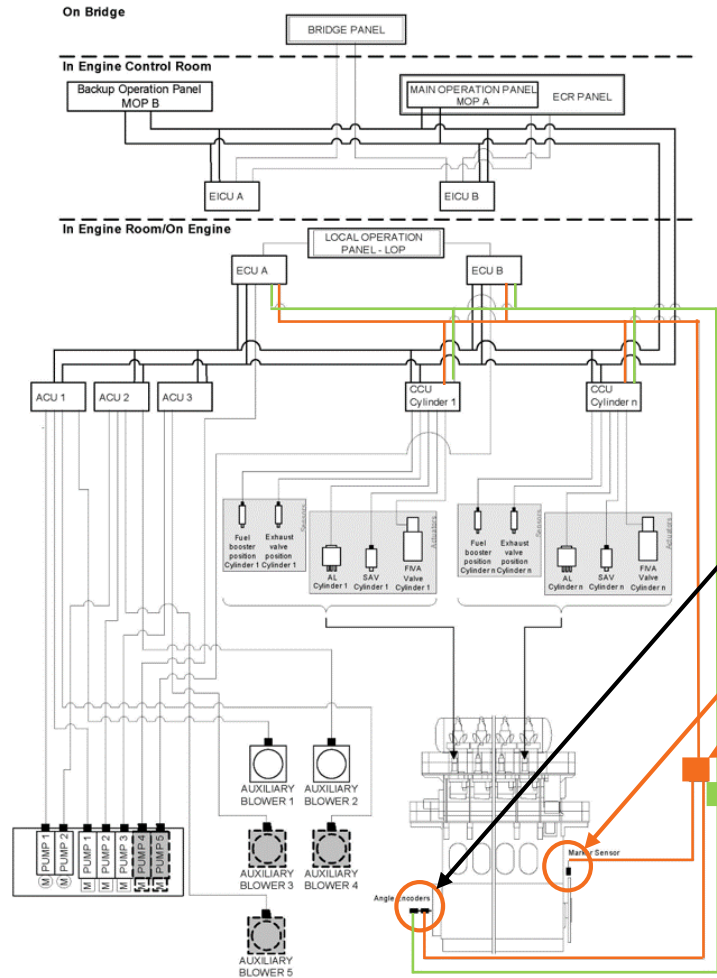 On Bridge
BRIDGE PANEL
In Engine Control Room
Backup Operation Panel
MOP B
MAIN OPERATION PANEL
MOP A
ECR PANEL
EICU A
EICU B
In Engine Room/On Engine
LOCAL OPERATION
PANEL - LOP
ECU A
ECU B
ACU 1
ACU 2
ACU 3
CCU
Cylinder 1
CCU
Cylinder n
Sensors
Fuel
booster
position
Cylinder 1
Exhaust
valve
position
Cylinder 1
Actuators
AL
Cylinder 1
SAV
Cylinder 1
FIVA
Valve
Cylinder 1
Sensors
Fuel
booster
position
Cylinder n
Exhaust
valve
position
Cylinder n
Actuators
AL
Cylinder n
SAV
Cylinder n
FIVA
Valve
Cylinder n
AUXILIARY
BLOWER 1
AUXILIARY
BLOWER 2
AUXILIARY
BLOWER 3
AUXILIARY
BLOWER 4
AUXILIARY
BLOWER 5
PUMP 1
PUMP 2
PUMP 1
PUMP 2
PUMP 3
PUMP 4
PUMP 5
M
M
M
M
M
M
M
Marker Sensor
Angle Encoders